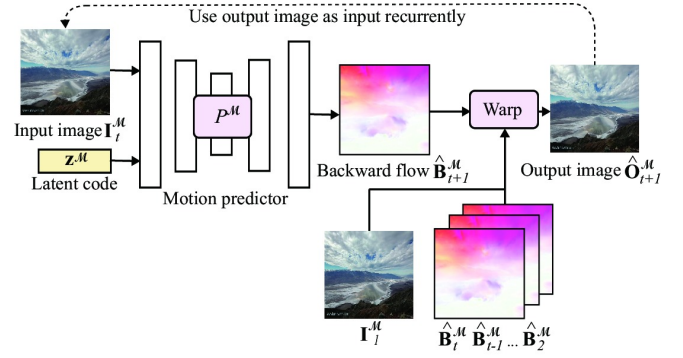 Use output image as input recurrently
Input image I_t^ℳ
z^ℳ
Latent code
P^ℳ
Motion predictor
Backward flow B̂_{t+1}^ℳ
Warp
Output image Ô_{t+1}^ℳ
I_1^ℳ
B̂_t^ℳ B̂_{t-1}^ℳ ... B̂_2^ℳ